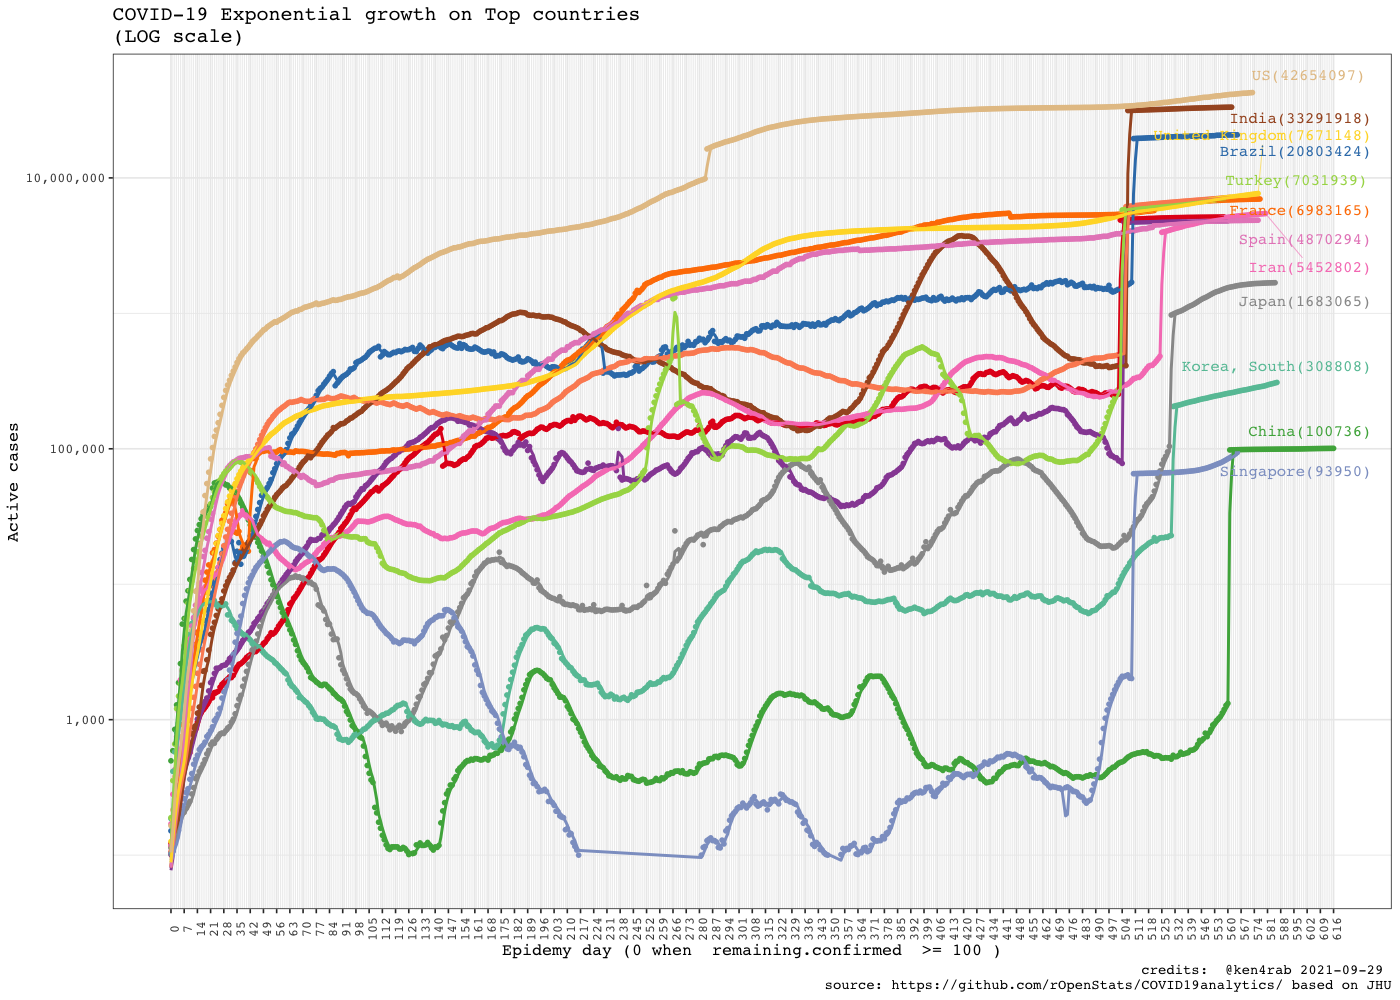 COVID-19 Exponential growth on Top countries
(LOG scale)
US(42654097)
India(33291918)
United Kingdom(7671148)
Brazil(20803424)
Turkey(7031939)
France(6983165)
Spain(4870294)
Iran(5452802)
Japan(1683065)
Korea, South(308808)
China(100736)
Singapore(93950)
Active cases
10,000,000
100,000
1,000
0 7 14 21 28 35 42 49 56 63 70 77 84 91 98 105 112 119 126 133 140 147 154 161 168 175 182 189 196 203 210 217 224 231 238 245 252 259 266 273 280 287 294 301 308 315 322 329 336 343 350 357 364 371 378 385 392 399 406 413 420 427 434 441 448 455 462 469 476 483 490 497 504 511 518 525 532 539 546 553 560 567 574 581 588 595 602 609 616
Epidemy day (0 when remaining.confirmed >= 100 )
credits: @ken4rab 2021-09-29
source: https://github.com/rOpenStats/COVID19analytics/ based on JHU